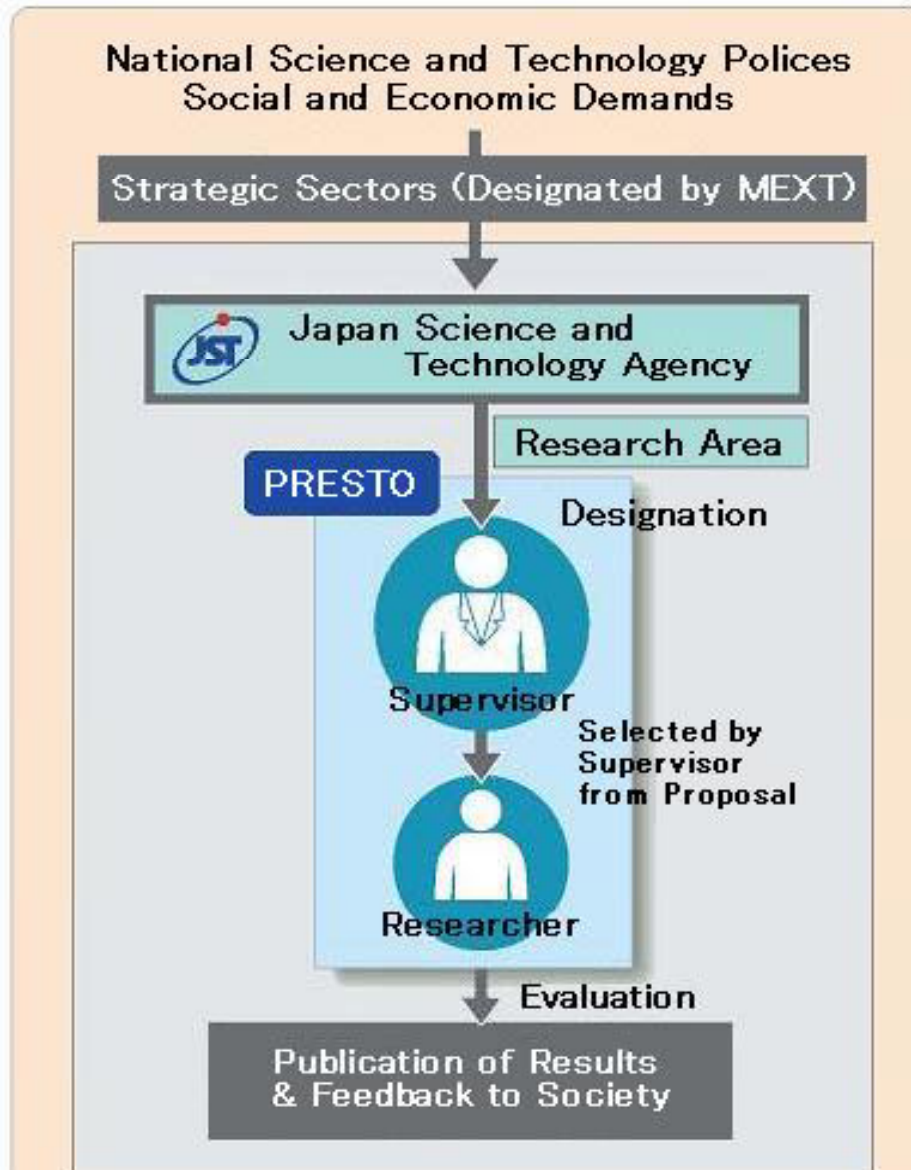 National Science and Technology Polices
Social and Economic Demands
Strategic Sectors (Designated by MEXT)
JST
Japan Science and
Technology Agency
Research Area
PRESTO
Designation
Supervisor
Selected by
Supervisor
from Proposal
Researcher
Evaluation
Publication of Results
& Feedback to Society